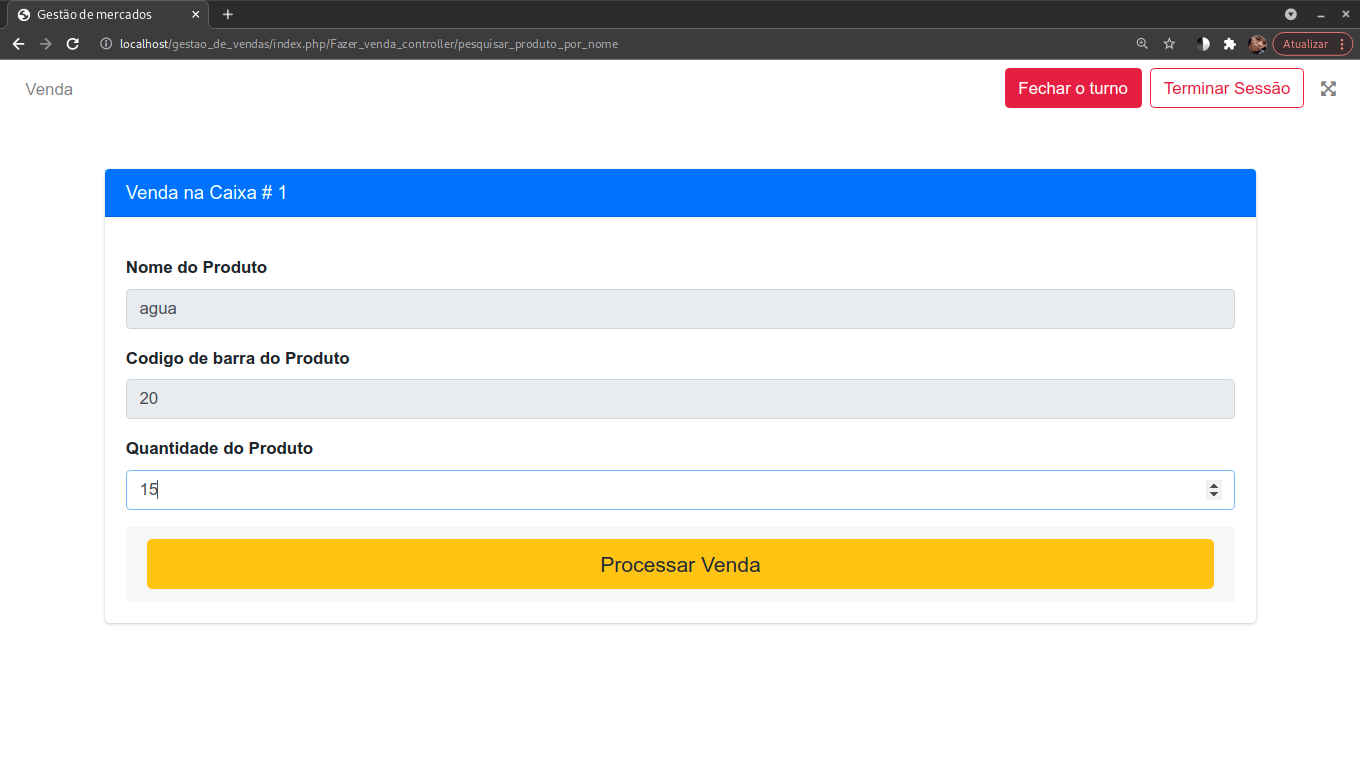 Gestão de mercados
localhost/gestao_de_vendas/index.php/Fazer_venda_controller/pesquisar_produto_por_nome
Atualizar
Venda
Fechar o turno
Terminar Sessão
Venda na Caixa # 1
Nome do Produto
agua
Codigo de barra do Produto
20
Quantidade do Produto
15
Processar Venda